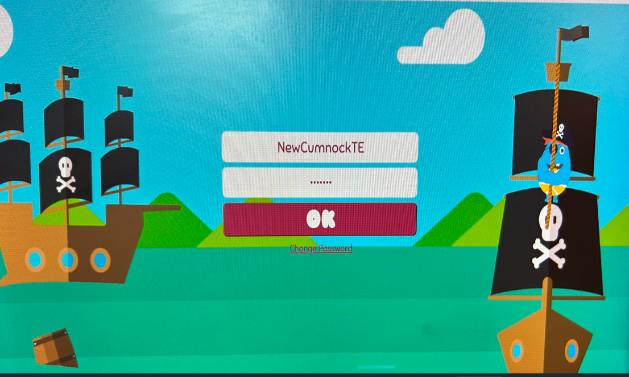 NewCumnockTE
•••••••
OK
Change Password